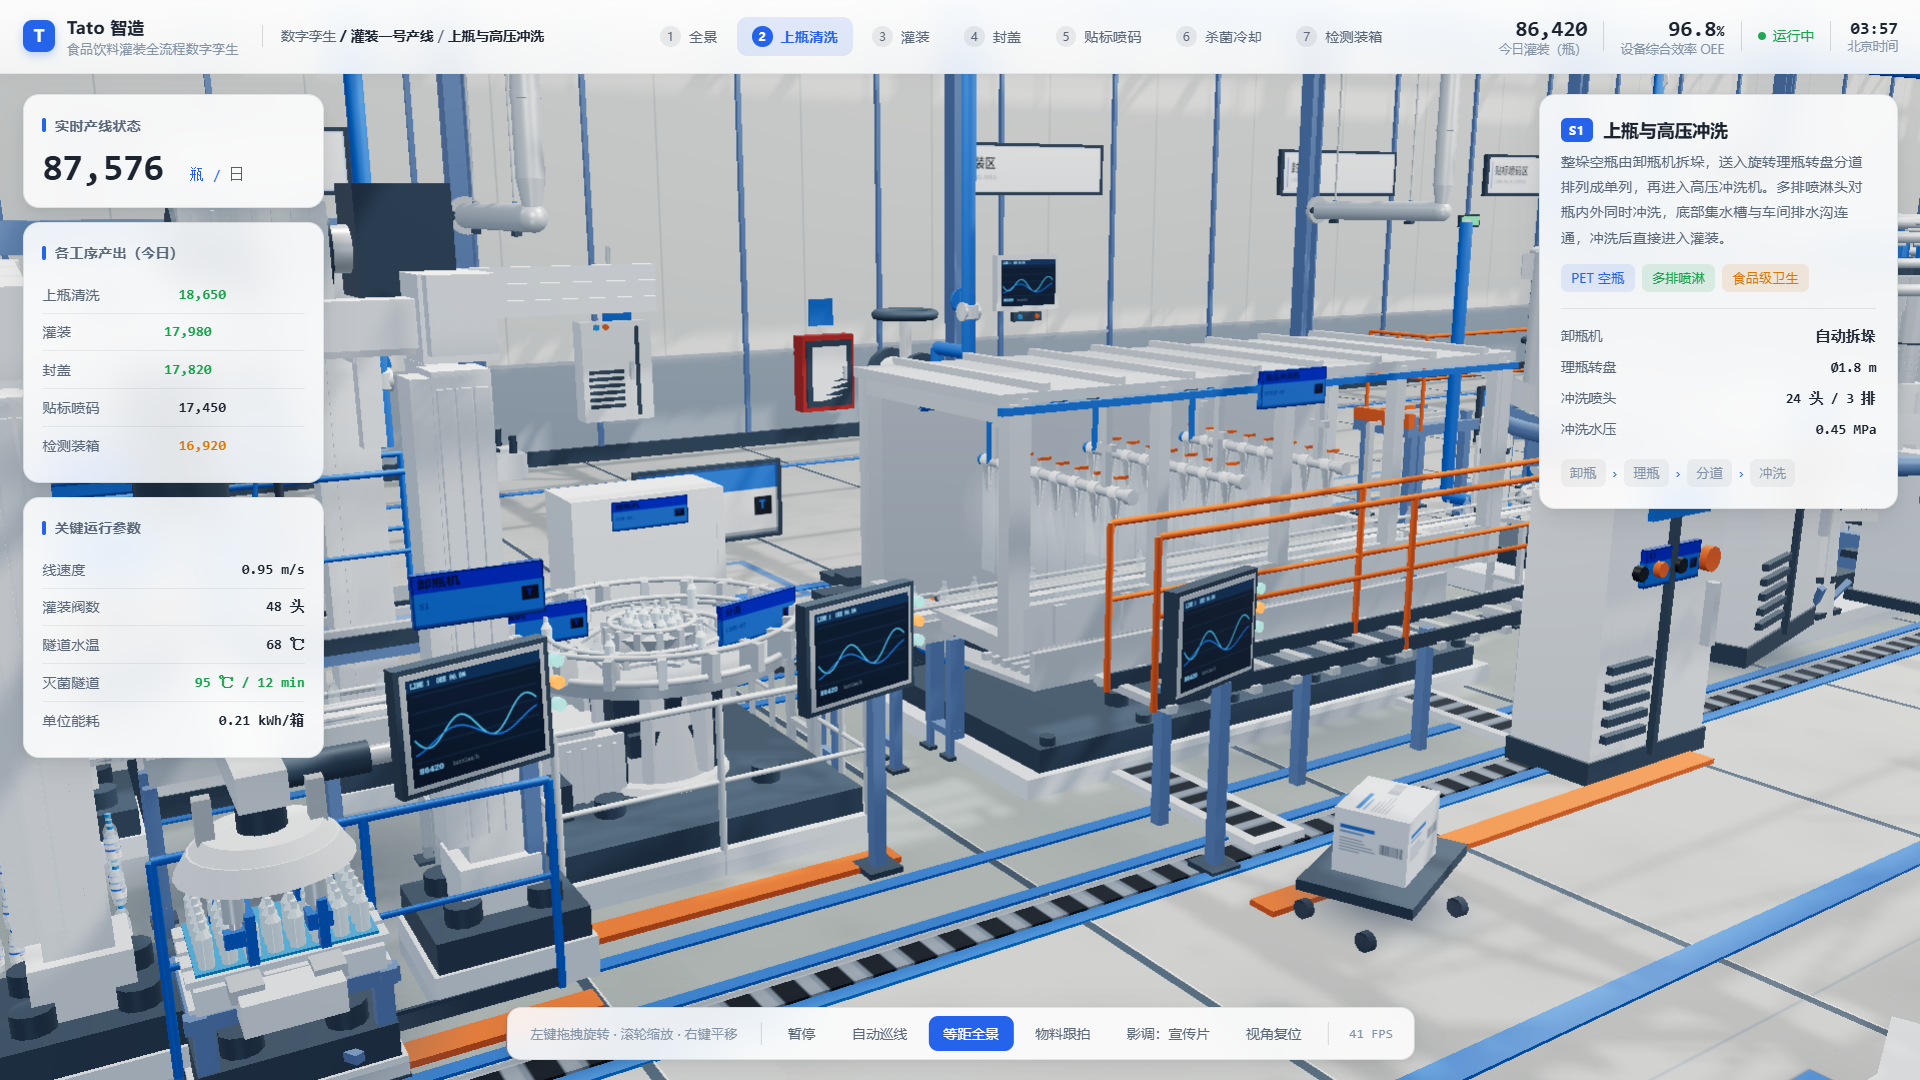 T
Tato 智造
食品饮料灌装全流程数字孪生
数字孪生 / 灌装一号产线 / 上瓶与高压冲洗
1 全景
2 上瓶清洗
3 灌装
4 封盖
5 贴标喷码
6 杀菌冷却
7 检测装箱
86,420
今日灌装（瓶）
96.8%
设备综合效率 OEE
运行中
03:57
北京时间
实时产线状态
87,576 瓶 / 日
各工序产出（今日）
上瓶清洗 18,650
灌装 17,980
封盖 17,820
贴标喷码 17,450
检测装箱 16,920
关键运行参数
线速度 0.95 m/s
灌装阀数 48 头
隧道水温 68 ℃
灭菌隧道 95 ℃ / 12 min
单位能耗 0.21 kWh/箱
S1 上瓶与高压冲洗
整垛空瓶由卸瓶机拆垛，送入旋转理瓶转盘分道
排列成单列，再进入高压冲洗机。多排喷淋头对
瓶内外同时冲洗，底部集水槽与车间排水沟连
通，冲洗后直接进入灌装。
PET 空瓶 多排喷淋 食品级卫生
卸瓶机 自动拆垛
理瓶转盘 Ø1.8 m
冲洗喷头 24 头 / 3 排
冲洗水压 0.45 MPa
卸瓶 › 理瓶 › 分道 › 冲洗
装区
贴标喷码区
卸瓶机
S1
T
T
86420
86420
86420
左键拖拽旋转 · 滚轮缩放 · 右键平移
暂停
自动巡线
等距全景
物料跟拍
影调：宣传片
视角复位
41 FPS